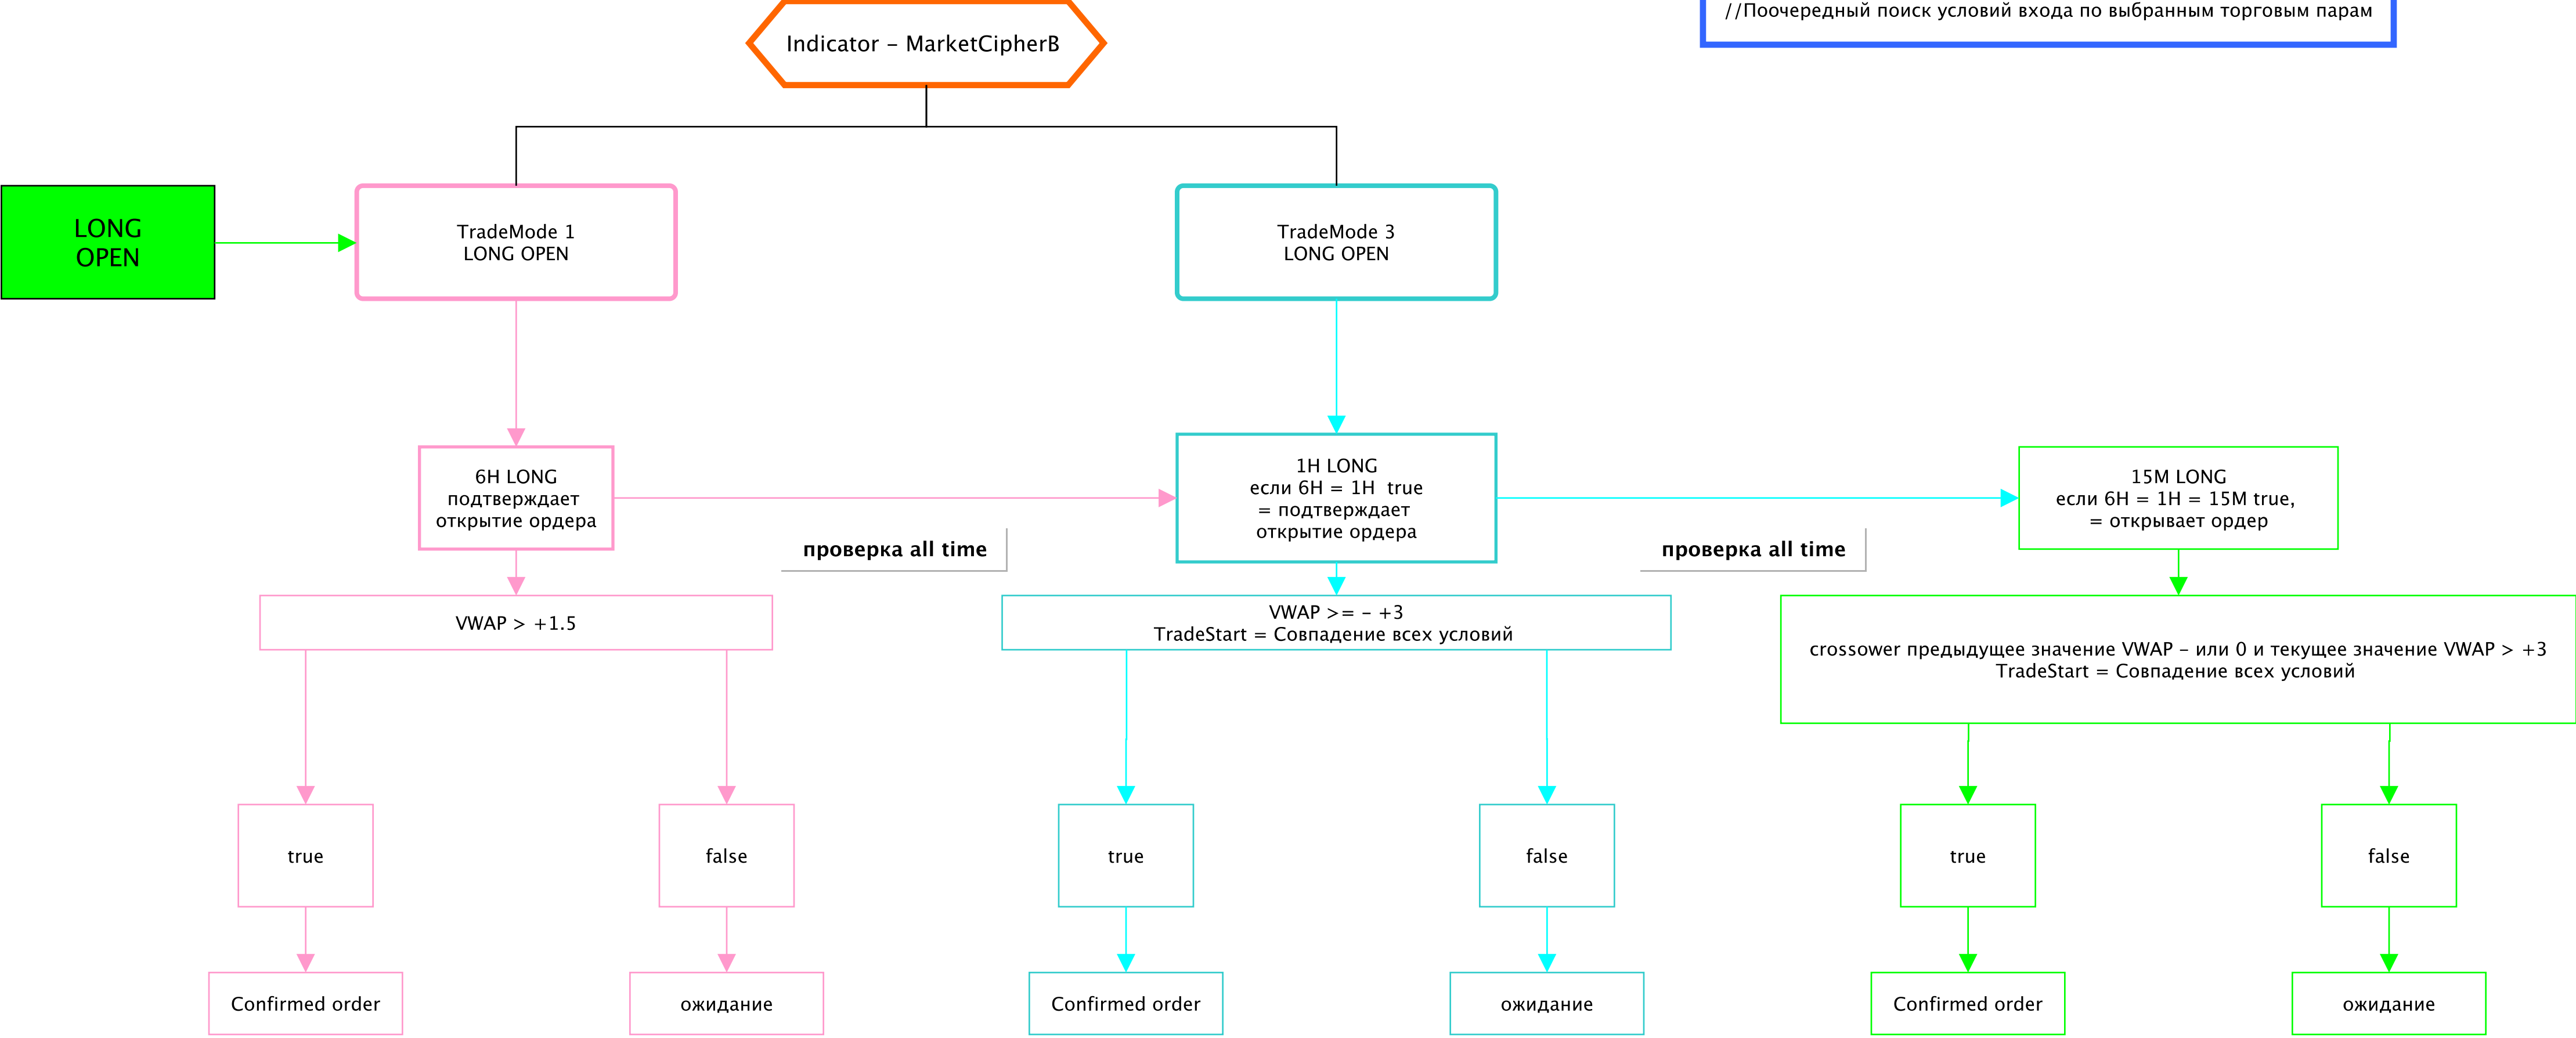 //Поочередный поиск условий входа по выбранным торговым парам
Indicator - MarketCipherB
LONG
OPEN
TradeMode 1
LONG OPEN
TradeMode 3
LONG OPEN
6H LONG
подтверждает
открытие ордера
1H LONG
если 6H = 1H true
= подтверждает
открытие ордера
15M LONG
если 6H = 1H = 15M true,
= открывает ордер
проверка all time
проверка all time
VWAP > +1.5
VWAP >= - +3
TradeStart = Совпадение всех условий
crossower предыдущее значение VWAP - или 0 и текущее значение VWAP > +3
TradeStart = Совпадение всех условий
true
false
true
false
true
false
Confirmed order
ожидание
Confirmed order
ожидание
Confirmed order
ожидание